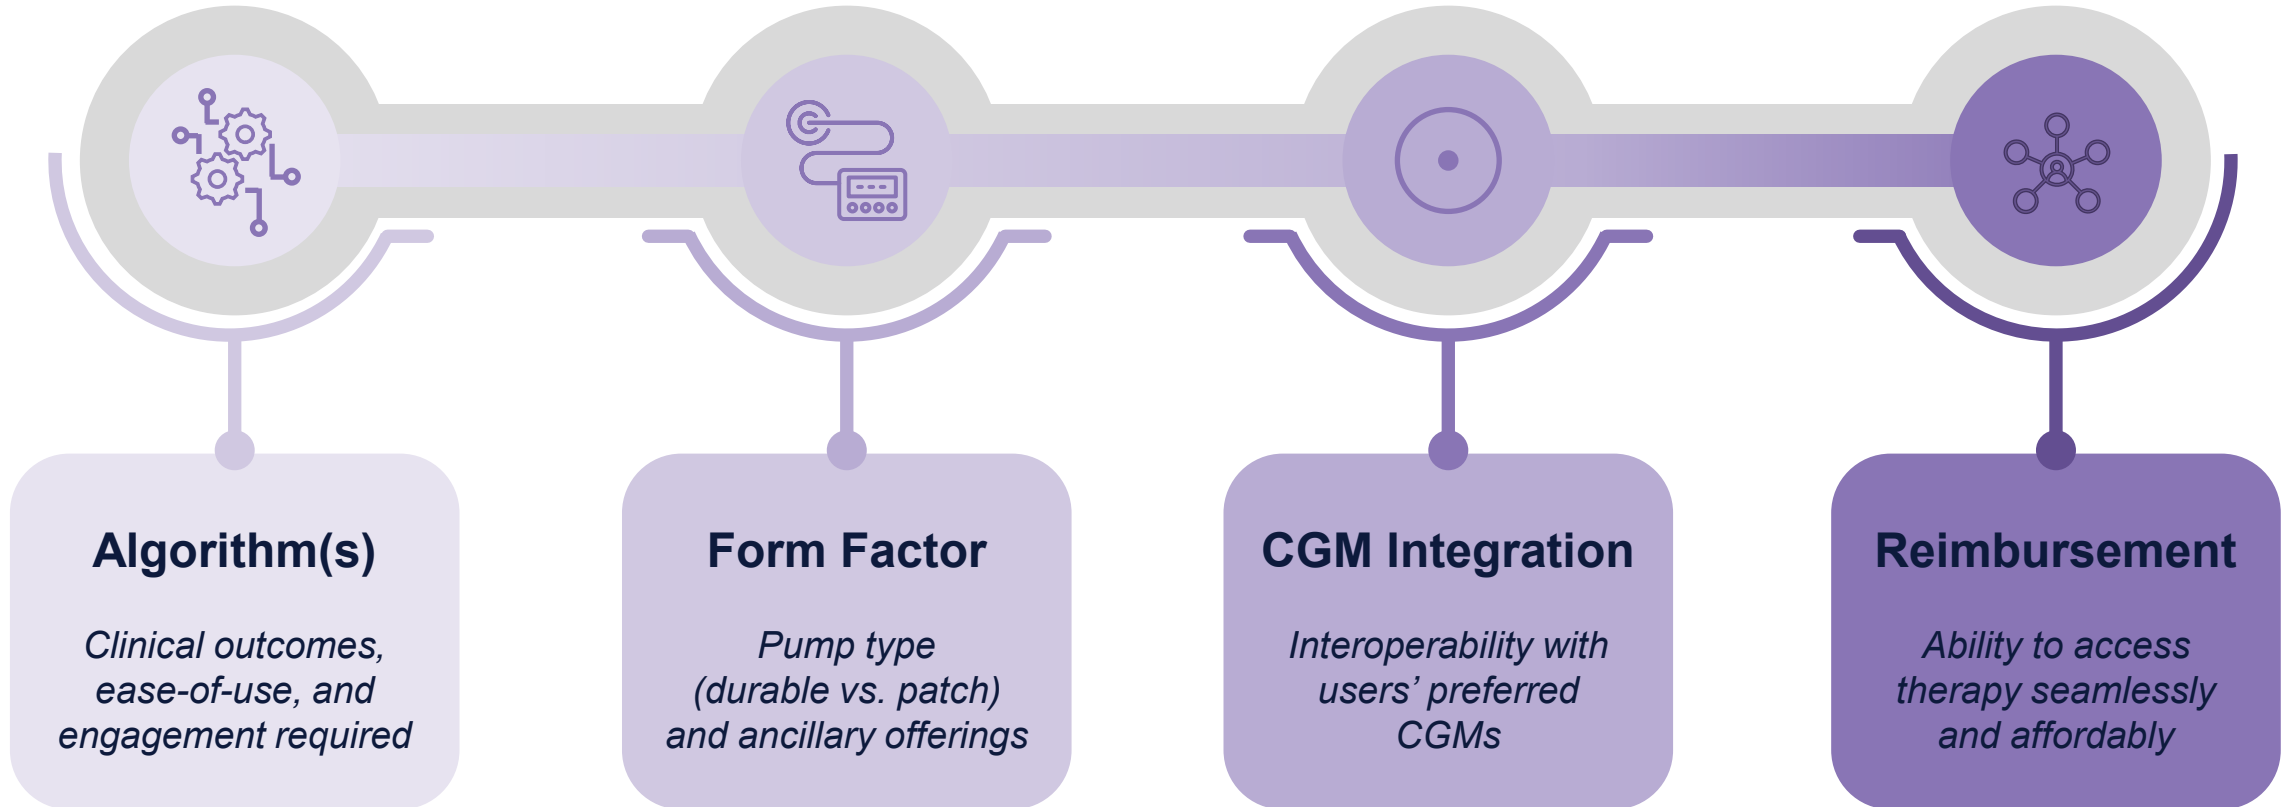 Algorithm(s)
Clinical outcomes,
ease-of-use, and
engagement required
Form Factor
Pump type
(durable vs. patch)
and ancillary offerings
CGM Integration
Interoperability with
users’ preferred
CGMs
Reimbursement
Ability to access
therapy seamlessly
and affordably